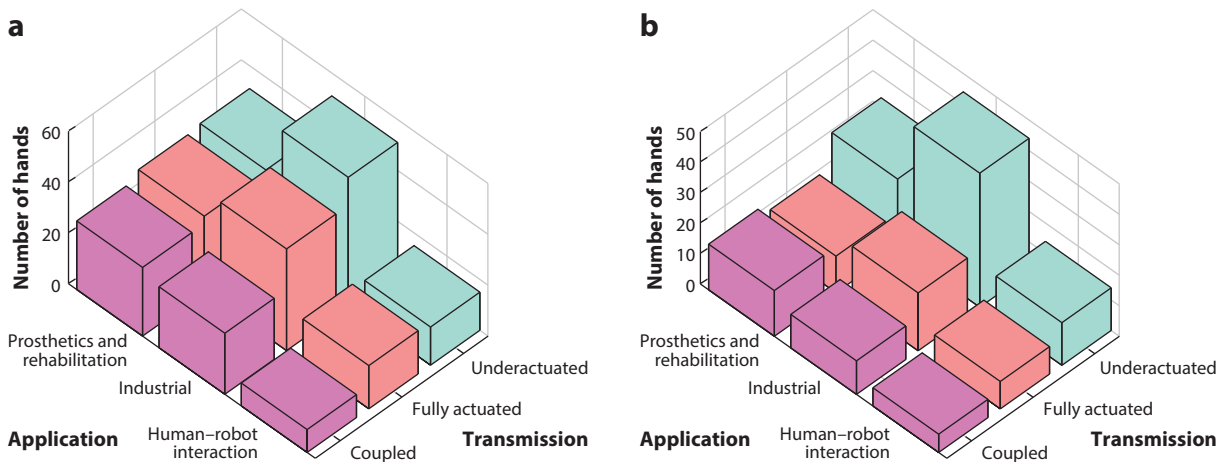 a
Number of hands
60
40
20
0
Prosthetics and
rehabilitation
Industrial
Human–robot
interaction
Application
Underactuated
Fully actuated
Coupled
Transmission
b
Number of hands
50
40
30
20
10
0
Prosthetics and
rehabilitation
Industrial
Human–robot
interaction
Application
Underactuated
Fully actuated
Coupled
Transmission